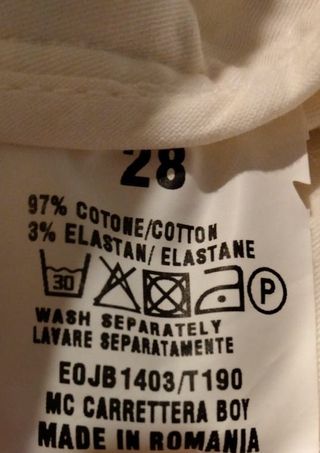 28
97% COTONE/COTTON
3% ELASTAN/ ELASTANE
30 P
WASH SEPARATELY
LAVARE SEPARATAMENTE
EOJB1403/T190
MC CARRETTERA BOY
MADE IN ROMANIA